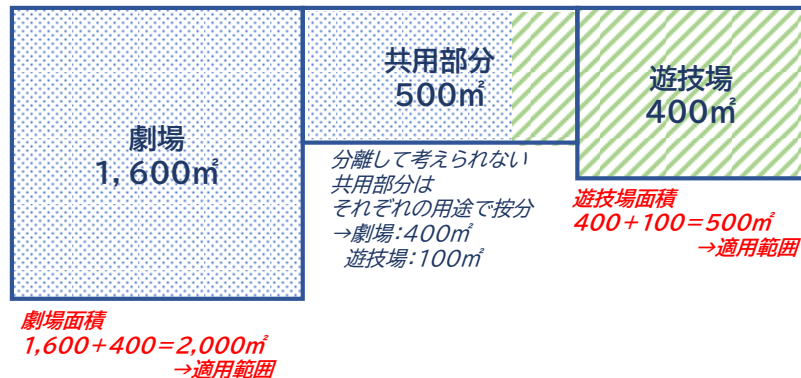 劇場
1,600㎡
共用部分
500㎡
遊技場
400㎡
分離して考えられない
共用部分は
それぞれの用途で按分
→劇場:400㎡
遊技場:100㎡
遊技場面積
400+100=500㎡
→適用範囲
劇場面積
1,600+400=2,000㎡
→適用範囲